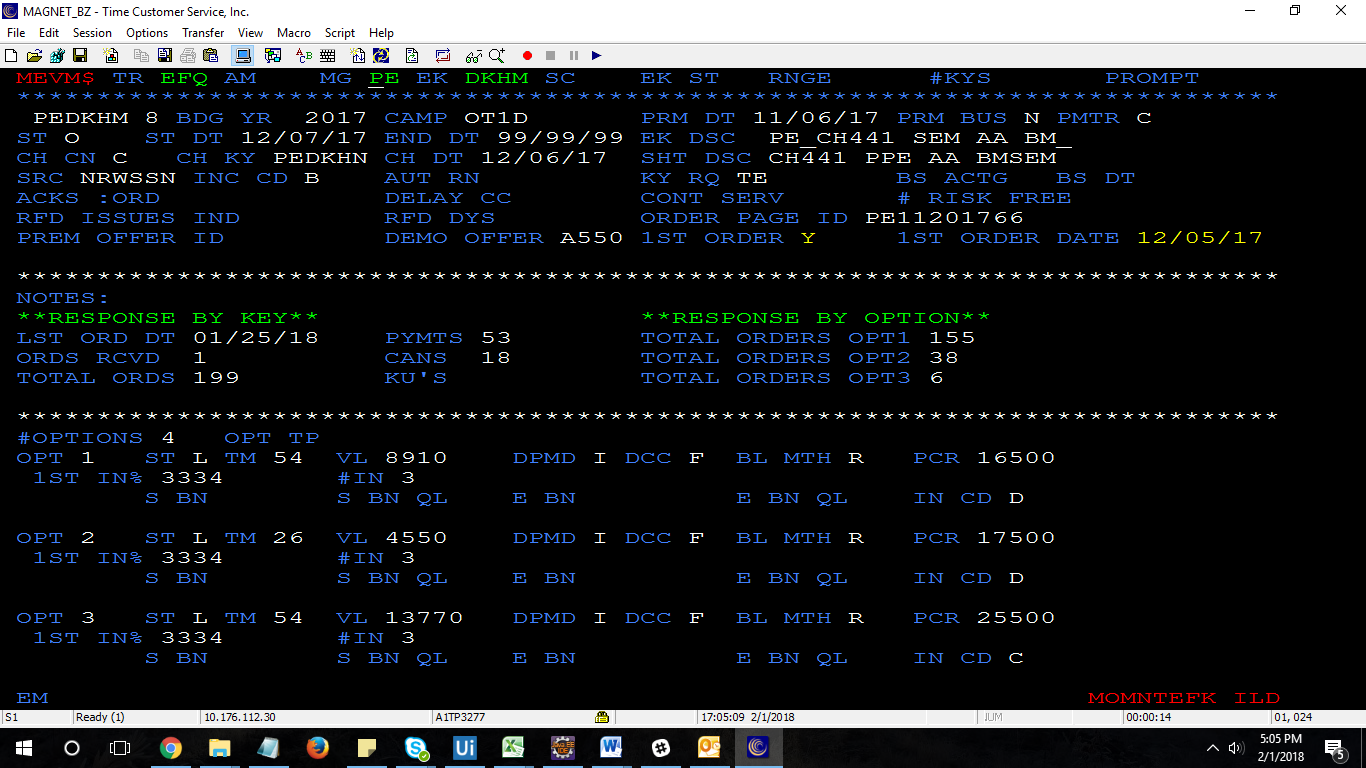 MAGNET_BZ - Time Customer Service, Inc.
File Edit Session Options Transfer View Macro Script Help
MEVM$ TR EFQ AM MG PE EK DKHM SC EK ST RNGE #KYS PROMPT
*******************************************************************************
PEDKHM 8 BDG YR 2017 CAMP OT1D PRM DT 11/06/17 PRM BUS N PMTR C
ST O ST DT 12/07/17 END DT 99/99/99 EK DSC PE_CH441 SEM AA BM_
CH CN C CH KY PEDKHN CH DT 12/06/17 SHT DSC CH441 PPE AA BMSEM
SRC NRWSSN INC CD B AUT RN KY RQ TE BS ACTG BS DT
ACKS :ORD DELAY CC CONT SERV # RISK FREE
RFD ISSUES IND RFD DYS ORDER PAGE ID PE11201766
PREM OFFER ID DEMO OFFER A550 1ST ORDER Y 1ST ORDER DATE 12/05/17
*******************************************************************************
NOTES:
**RESPONSE BY KEY** **RESPONSE BY OPTION**
LST ORD DT 01/25/18 PYMTS 53 TOTAL ORDERS OPT1 155
ORDS RCVD 1 CANS 18 TOTAL ORDERS OPT2 38
TOTAL ORDS 199 KU'S TOTAL ORDERS OPT3 6
*******************************************************************************
#OPTIONS 4 OPT TP
OPT 1 ST L TM 54 VL 8910 DPMD I DCC F BL MTH R PCR 16500
1ST IN% 3334 #IN 3
S BN S BN QL E BN E BN QL IN CD D
OPT 2 ST L TM 26 VL 4550 DPMD I DCC F BL MTH R PCR 17500
1ST IN% 3334 #IN 3
S BN S BN QL E BN E BN QL IN CD D
OPT 3 ST L TM 54 VL 13770 DPMD I DCC F BL MTH R PCR 25500
1ST IN% 3334 #IN 3
S BN S BN QL E BN E BN QL IN CD C
EM MOMNTEFK ILD
S1 Ready (1) 10.176.112.30 A1TP3277 17:05:09 2/1/2018 NUM 00:00:14 01, 024
5:05 PM
2/1/2018
5